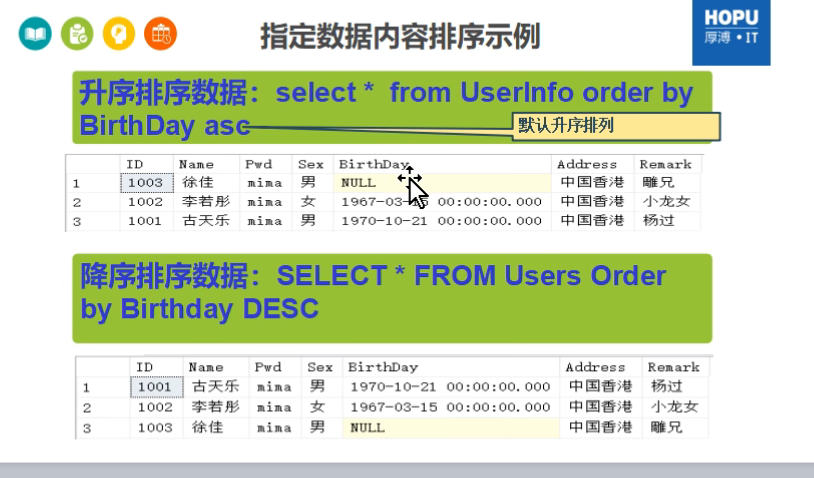 指定数据内容排序示例
HOPU
厚溥•IT
升序排序数据：select * from UserInfo order by
BirthDay asc
默认升序排列
ID Name Pwd Sex BirthDay Address Remark
1 1003 徐佳 mima 男 NULL 中国香港 雕兄
2 1002 李若彤 mima 女 1967-03-15 00:00:00.000 中国香港 小龙女
3 1001 古天乐 mima 男 1970-10-21 00:00:00.000 中国香港 杨过
降序排序数据：SELECT * FROM Users Order
by Birthday DESC
ID Name Pwd Sex BirthDay Address Remark
1 1001 古天乐 mima 男 1970-10-21 00:00:00.000 中国香港 杨过
2 1002 李若彤 mima 女 1967-03-15 00:00:00.000 中国香港 小龙女
3 1003 徐佳 mima 男 NULL 中国香港 雕兄